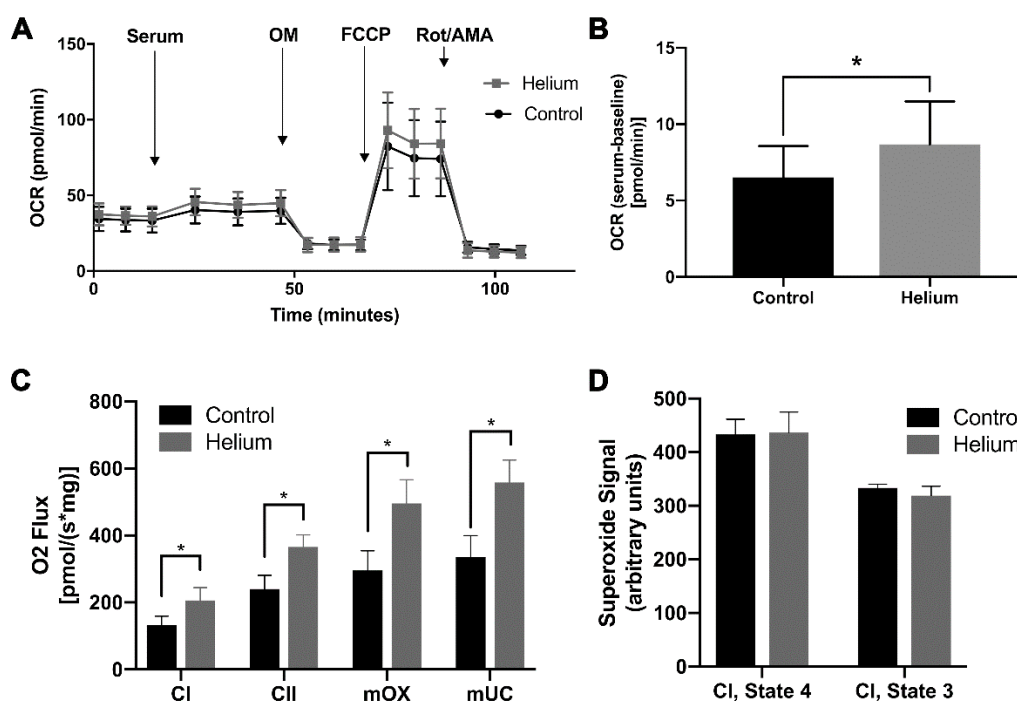 A
Serum
OM
FCCP
Rot/AMA
150
100
50
0
OCR (pmol/min)
Helium
Control
0
50
100
Time (minutes)
B
15
10
5
0
OCR (serum-baseline)
[pmol/min)]
*
Control
Helium
C
800
600
400
200
0
O2 Flux
[pmol/(s*mg)]
Control
Helium
*
*
*
*
CI
CII
mOX
mUC
D
500
400
300
200
100
0
Superoxide Signal
(arbitrary units)
Control
Helium
CI, State 4
CI, State 3